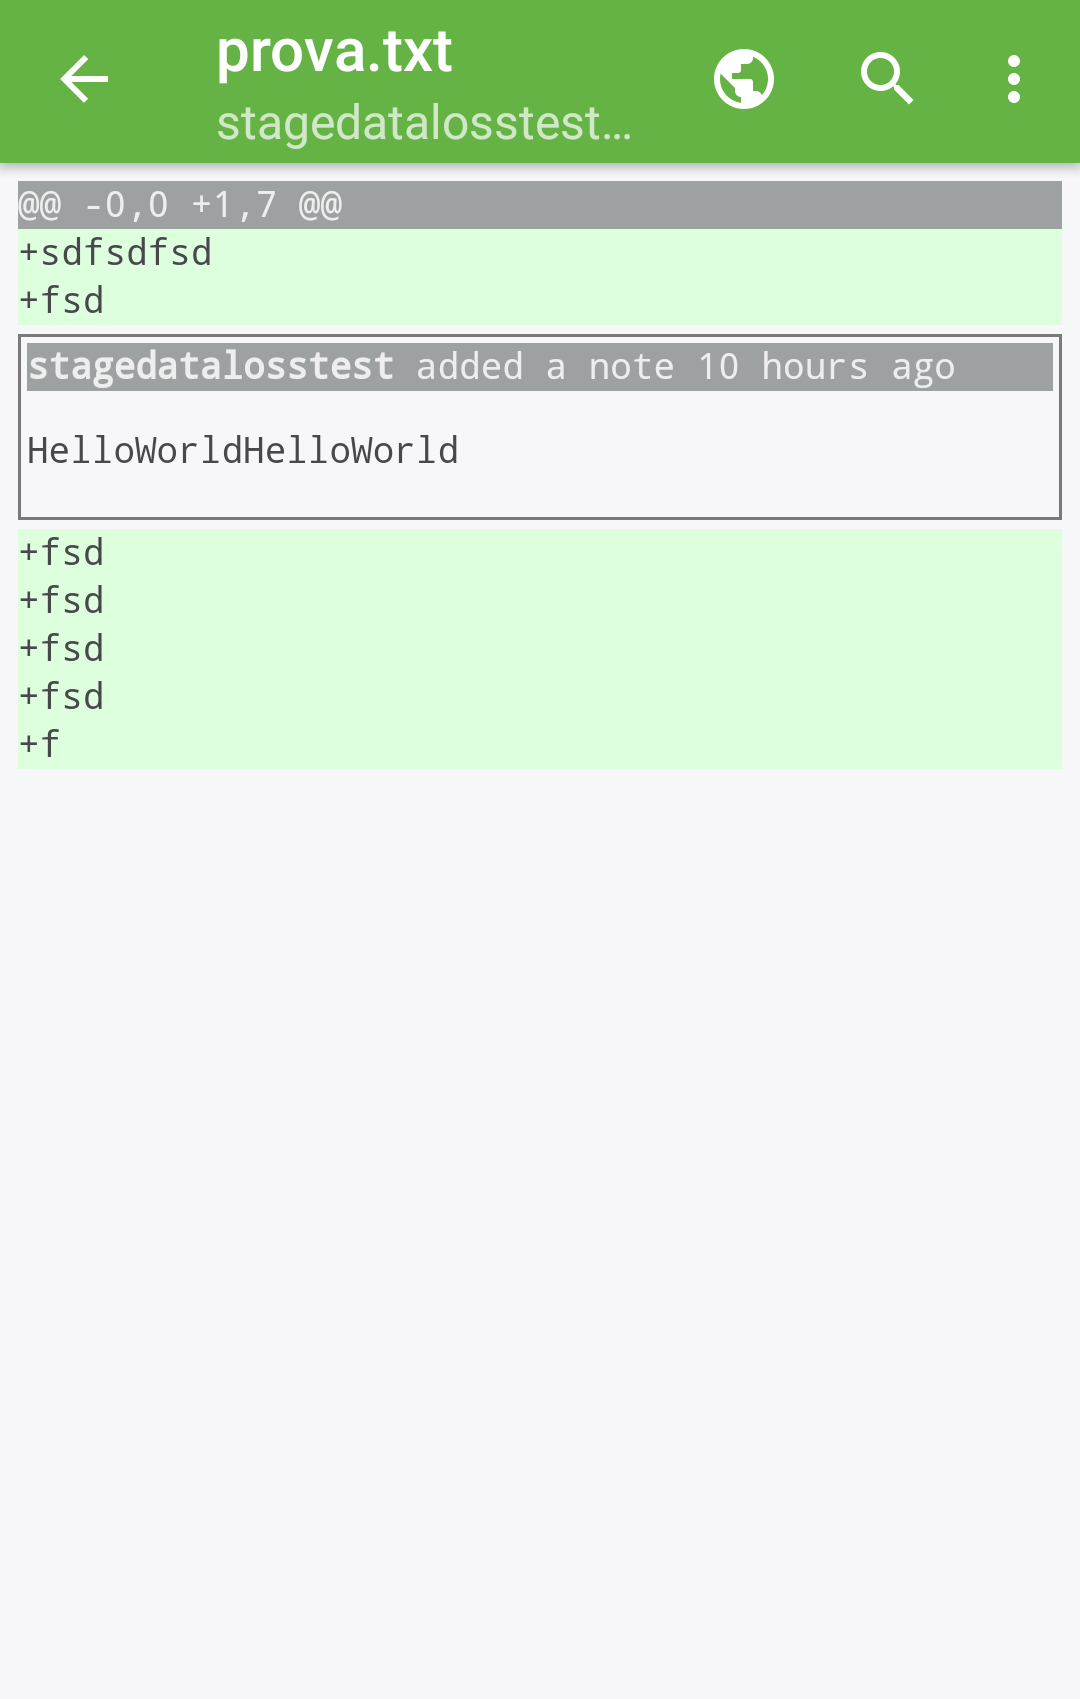 prova.txt
stagedatalosstest...
@@ -0,0 +1,7 @@
+sdfsdfsd
+fsd
stagedatalosstest added a note 10 hours ago
HelloWorldHelloWorld
+fsd
+fsd
+fsd
+fsd
+f